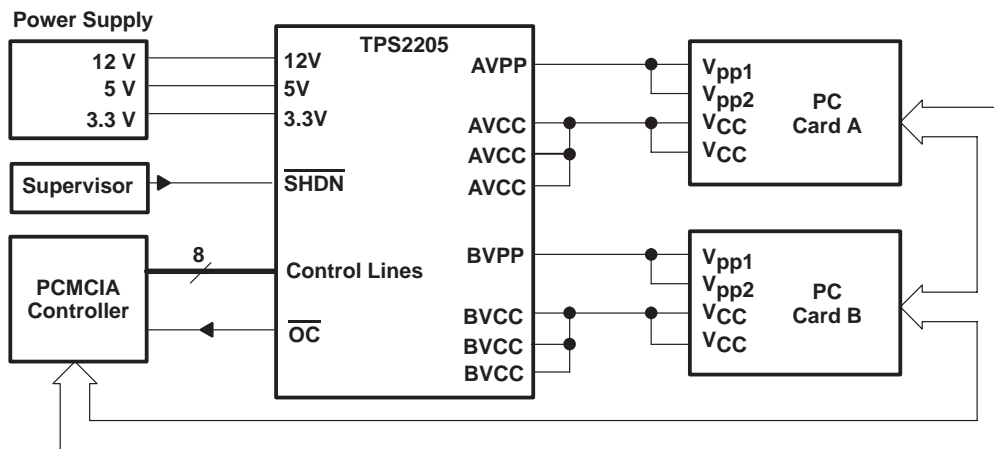 Power Supply
12 V
5 V
3.3 V
Supervisor
PCMCIA
Controller
8
TPS2205
12V
5V
3.3V
SHDN
Control Lines
OC
AVPP
AVCC
AVCC
AVCC
BVPP
BVCC
BVCC
BVCC
Vpp1
Vpp2
VCC
VCC
PC
Card A
Vpp1
Vpp2
VCC
VCC
PC
Card B